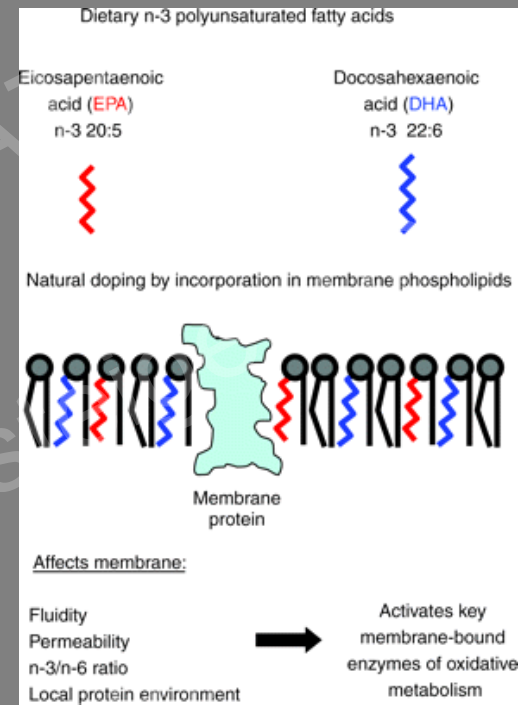 Dietary n-3 polyunsaturated fatty acids
Eicosapentaenoic
acid (EPA)
n-3 20:5
Docosahexaenoic
acid (DHA)
n-3 22:6
Natural doping by incorporation in membrane phospholipids
Membrane
protein
Affects membrane:
Fluidity
Permeability
n-3/n-6 ratio
Local protein environment
Activates key
membrane-bound
enzymes of oxidative
metabolism